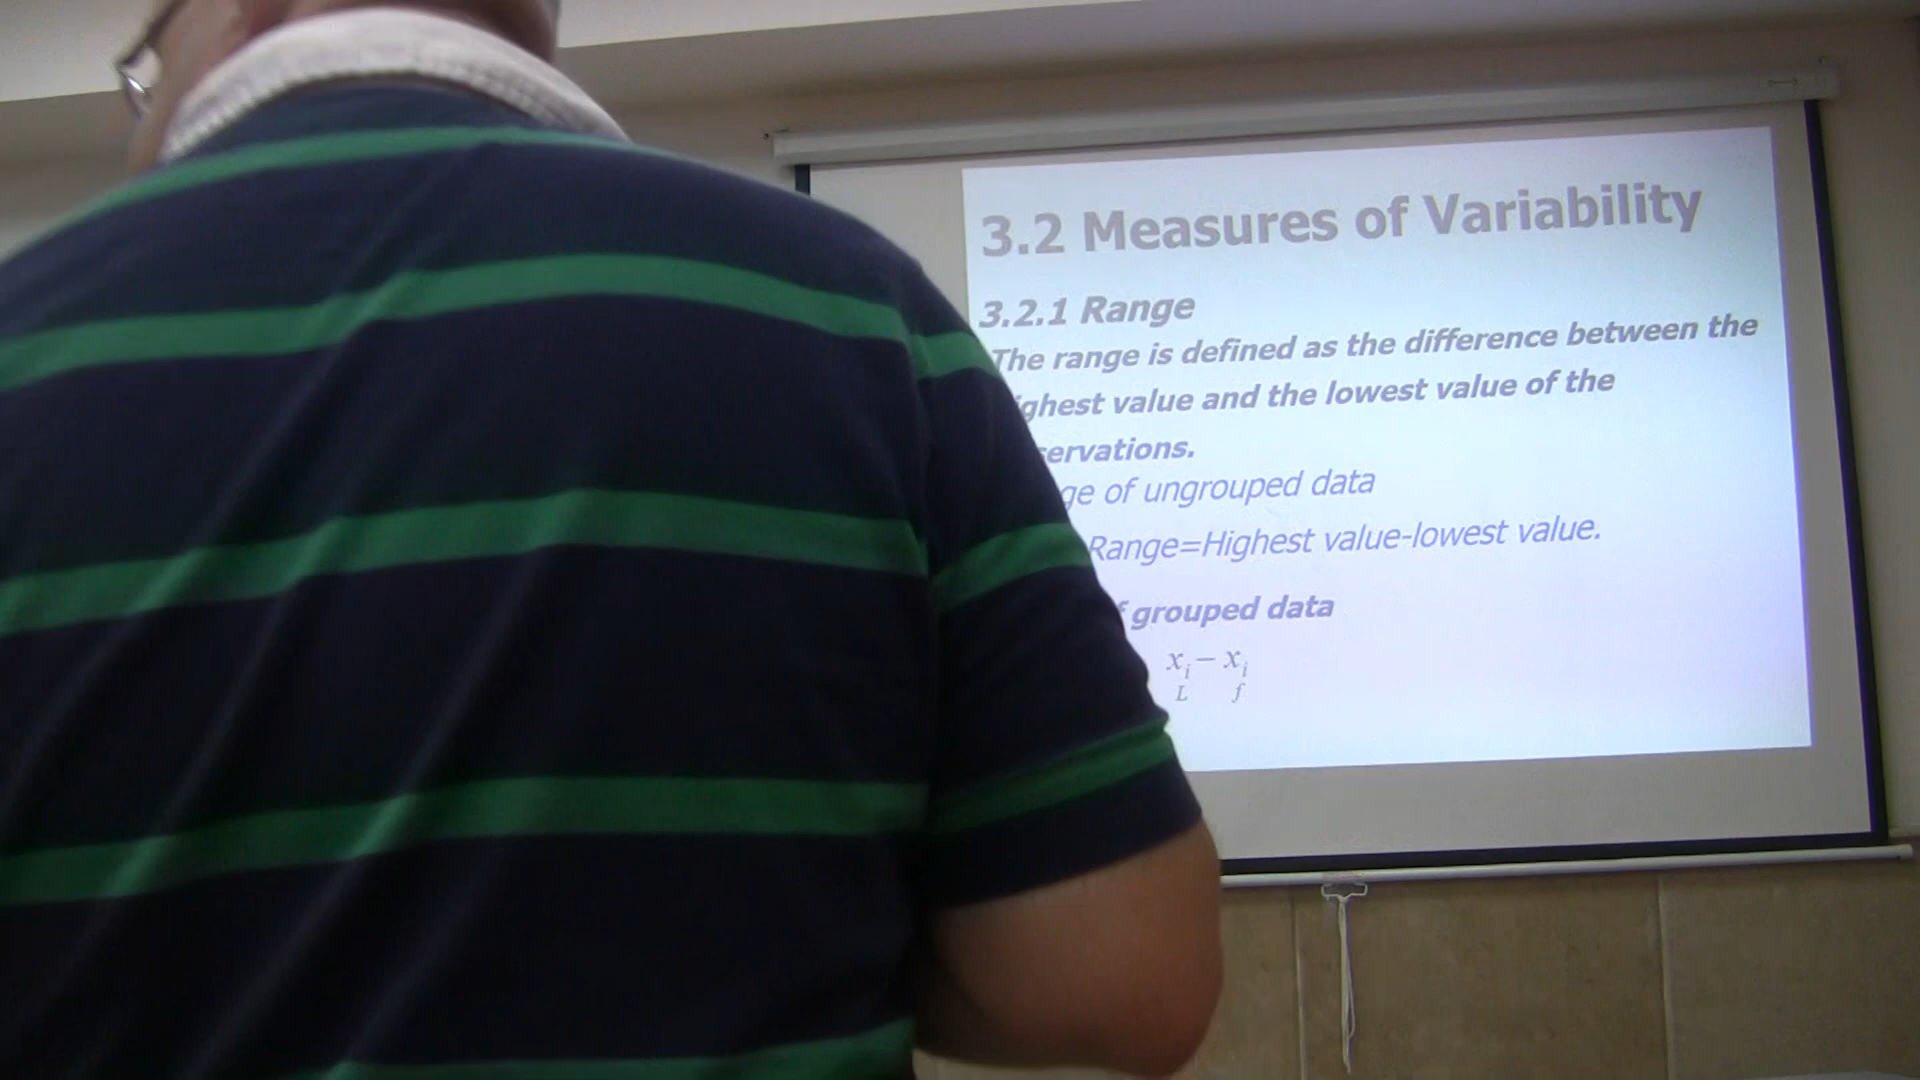 3.2 Measures of Variability
3.2.1 Range
The range is defined as the difference between the
ghest value and the lowest value of the
servations.
ge of ungrouped data
Range=Highest value-lowest value.
f grouped data
x_i − x_i
L f